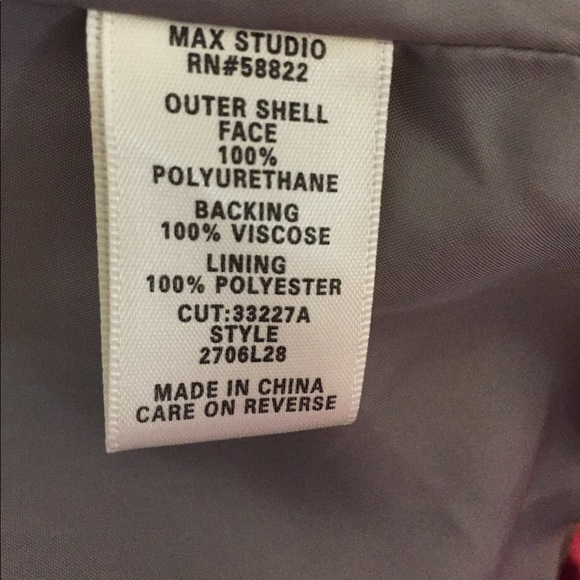 MAX STUDIO
RN#58822
OUTER SHELL
FACE
100%
POLYURETHANE
BACKING
100% VISCOSE
LINING
100% POLYESTER
CUT:33227A
STYLE
2706L28
MADE IN CHINA
CARE ON REVERSE